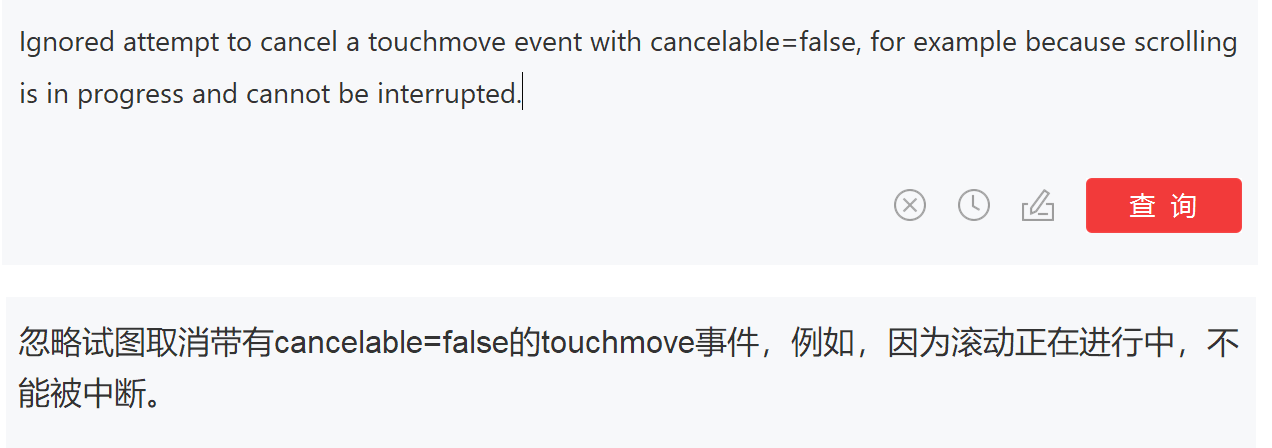 Ignored attempt to cancel a touchmove event with cancelable=false, for example because scrolling
is in progress and cannot be interrupted.
查 询
忽略试图取消带有cancelable=false的touchmove事件，例如，因为滚动正在进行中，不
能被中断。